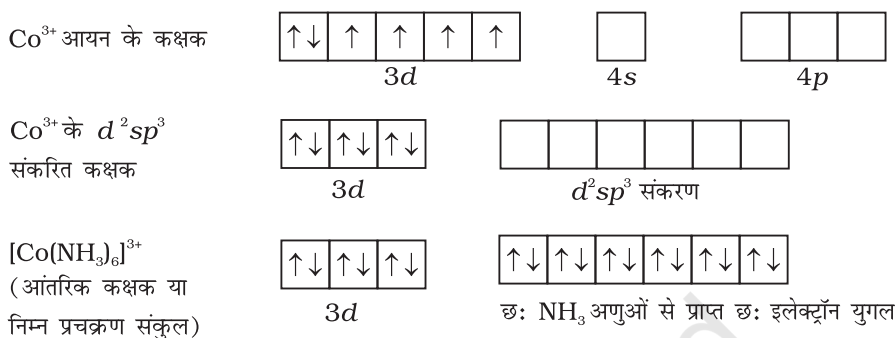 Co³⁺ आयन के कक्षक ↑↓ ↑ ↑ ↑ ↑
3d 4s 4p
Co³⁺ के d²sp³
संकरित कक्षक ↑↓ ↑↓ ↑↓
3d d²sp³ संकरण
[Co(NH₃)₆]³⁺ ↑↓ ↑↓ ↑↓ ↑↓ ↑↓ ↑↓ ↑↓ ↑↓ ↑↓
(आंतरिक कक्षक या
निम्न प्रचक्रण संकुल) 3d छः NH₃ अणुओं से प्राप्त छः इलेक्ट्रॉन युगल